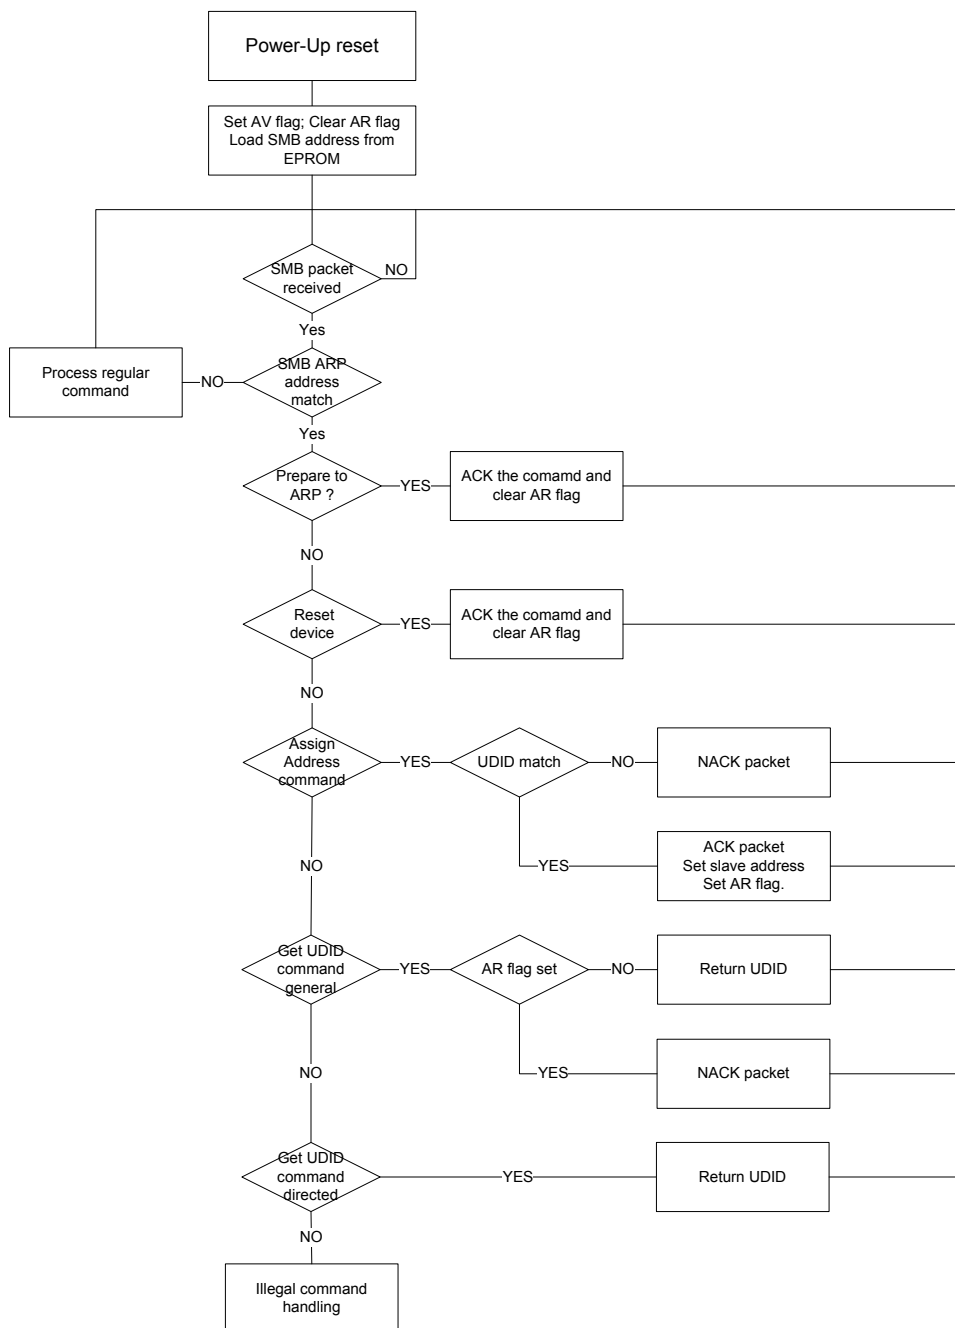 Power-Up reset
Set AV flag; Clear AR flag
Load SMB address from
EPROM
SMB packet
received
NO
Yes
SMB ARP
address
match
NO
Process regular
command
Yes
Prepare to
ARP ?
YES
ACK the comamd and
clear AR flag
NO
Reset
device
YES
ACK the comamd and
clear AR flag
NO
Assign
Address
command
YES
UDID match
NO
NACK packet
YES
ACK packet
Set slave address
Set AR flag.
NO
Get UDID
command
general
YES
AR flag set
NO
Return UDID
YES
NACK packet
NO
Get UDID
command
directed
YES
Return UDID
NO
Illegal command
handling